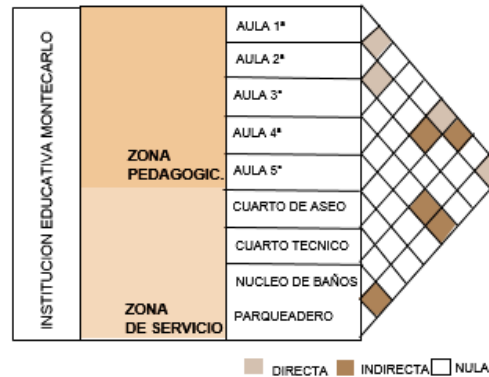 INSTITUCION EDUCATIVA MONTECARLO
ZONA
PEDAGOGIC.
ZONA
DE SERVICIO
AULA 1ª
AULA 2ª
AULA 3ª
AULA 4ª
AULA 5ª
CUARTO DE ASEO
CUARTO TECNICO
NUCLEO DE BAÑOS
PARQUEADERO
DIRECTA
INDIRECTA
NULA